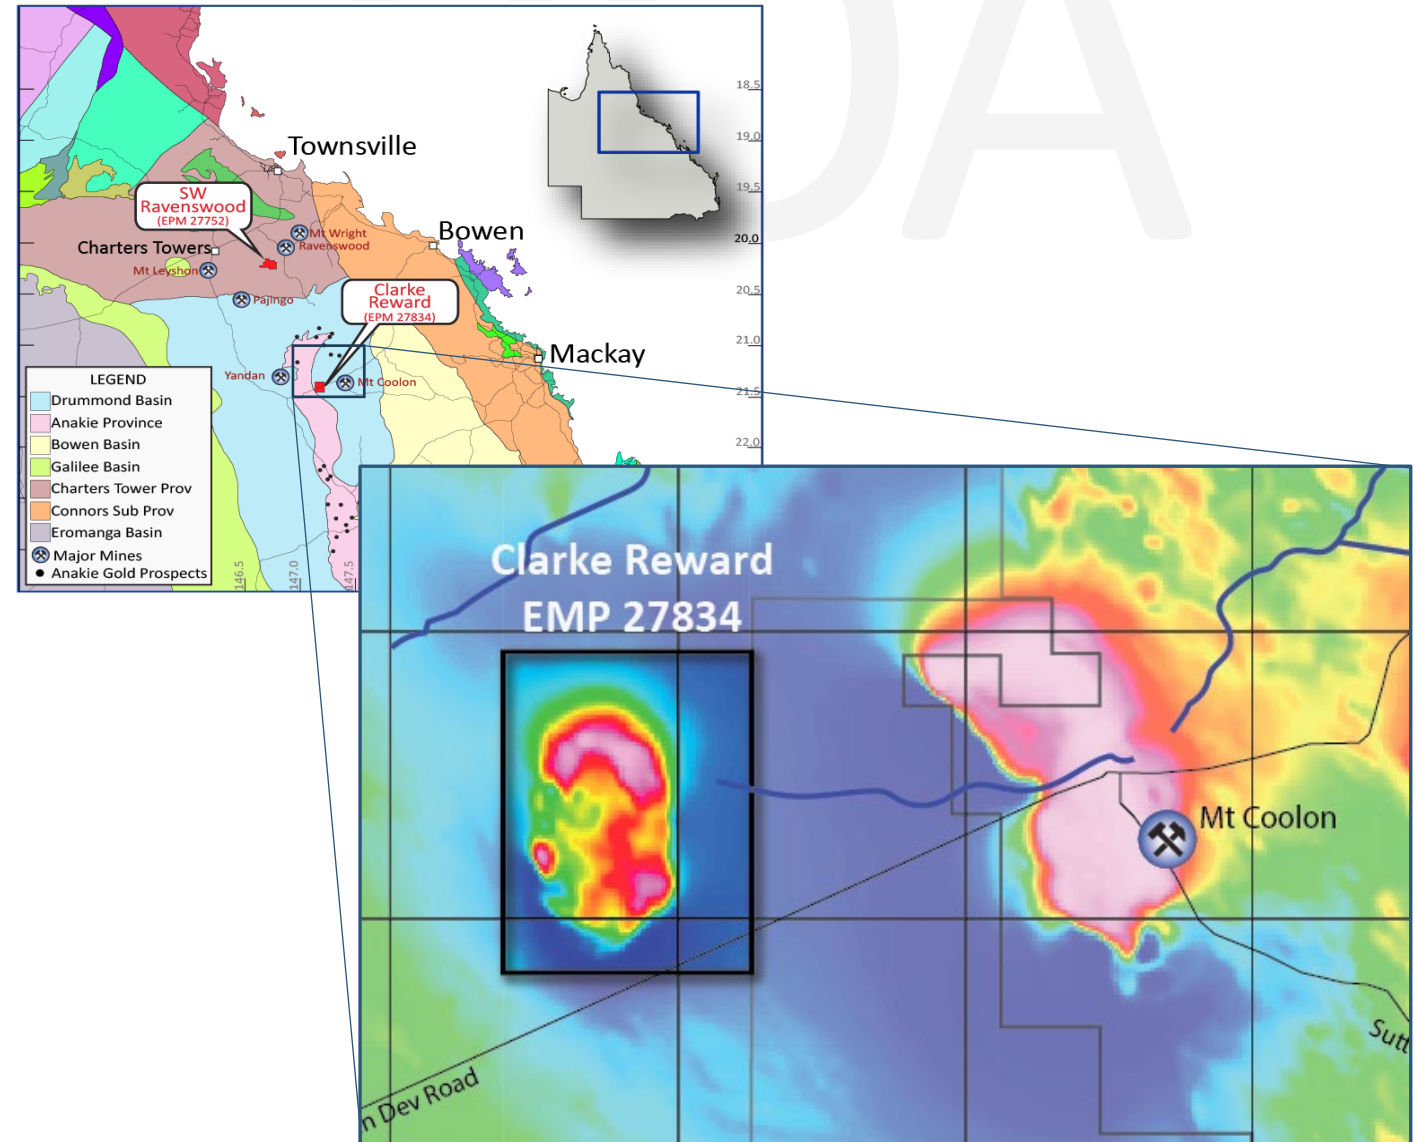 DA
Townsville
SW
Ravenswood
(EPM 27752)
Mt Wright
Ravenswood
Charters Towers
Mt Leyshon
Pajingo
Bowen
Clarke
Reward
(EPM 27834)
Mackay
Yandan
Mt Coolon
18.5
19.0
19.5
20.0
20.5
21.0
21.5
22.0
LEGEND
Drummond Basin
Anakie Province
Bowen Basin
Galilee Basin
Charters Tower Prov
Connors Sub Prov
Eromanga Basin
Major Mines
Anakie Gold Prospects
146.5
147.0
147.5
Clarke Reward
EMP 27834
Mt Coolon
n Dev Road
Sutt